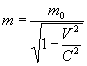 m = m₀ / √(1 − V²/C²)